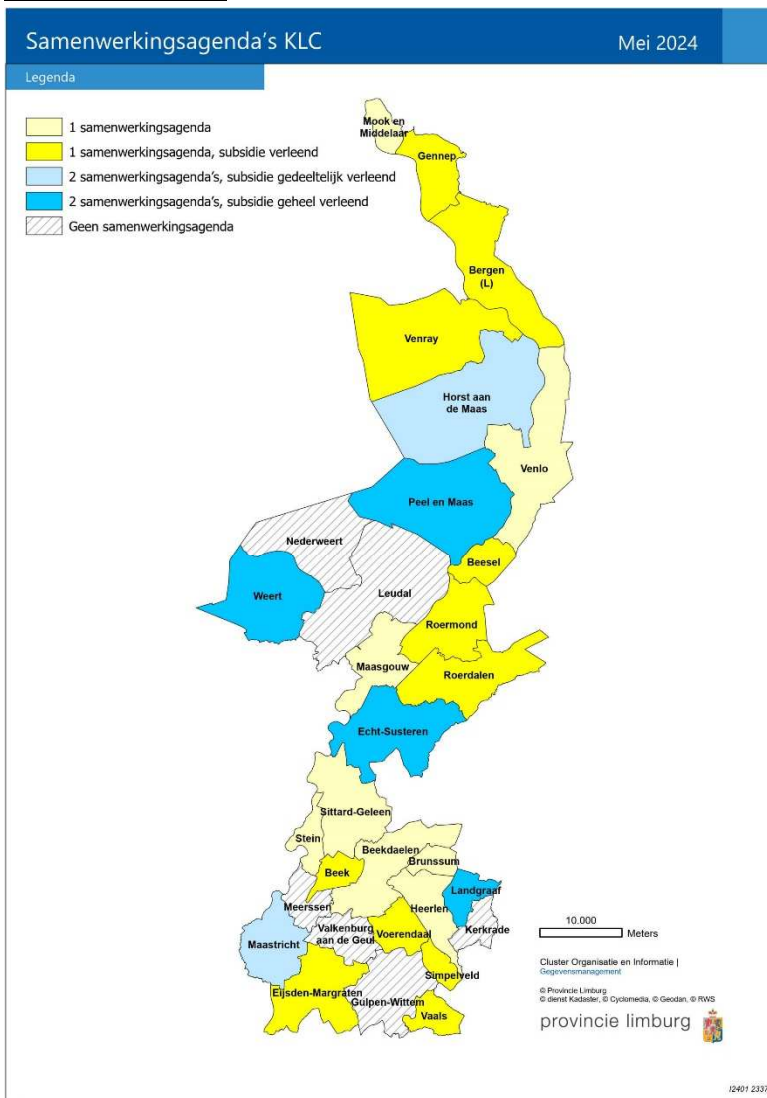 Samenwerkingsagenda's KLC
Mei 2024
Legenda
1 samenwerkingsagenda
1 samenwerkingsagenda, subsidie verleend
2 samenwerkingsagenda's, subsidie gedeeltelijk verleend
2 samenwerkingsagenda's, subsidie geheel verleend
Geen samenwerkingsagenda
Mook en
Middelaar
Gennep
Bergen
(L)
Venray
Horst aan
de Maas
Venlo
Peel en Maas
Nederweert
Beesel
Weert
Leudal
Roermond
Maasgouw
Roerdalen
Echt-Susteren
Sittard-Geleen
Stein
Beekdaelen
Brunssum
Beek
Landgraaf
Meerssen
Heerlen
Valkenburg
aan de Geul
Voerendaal
Kerkrade
Maastricht
Simpelveld
Eijsden-Margraten
Gulpen-Wittem
Vaals
10.000
Meters
Cluster Organisatie en Informatie |
Gegevensmanagement
© Provincie Limburg
© dienst Kadaster, © Cyclomedia, © Geodan, © RWS
provincie limburg
I2401 2337